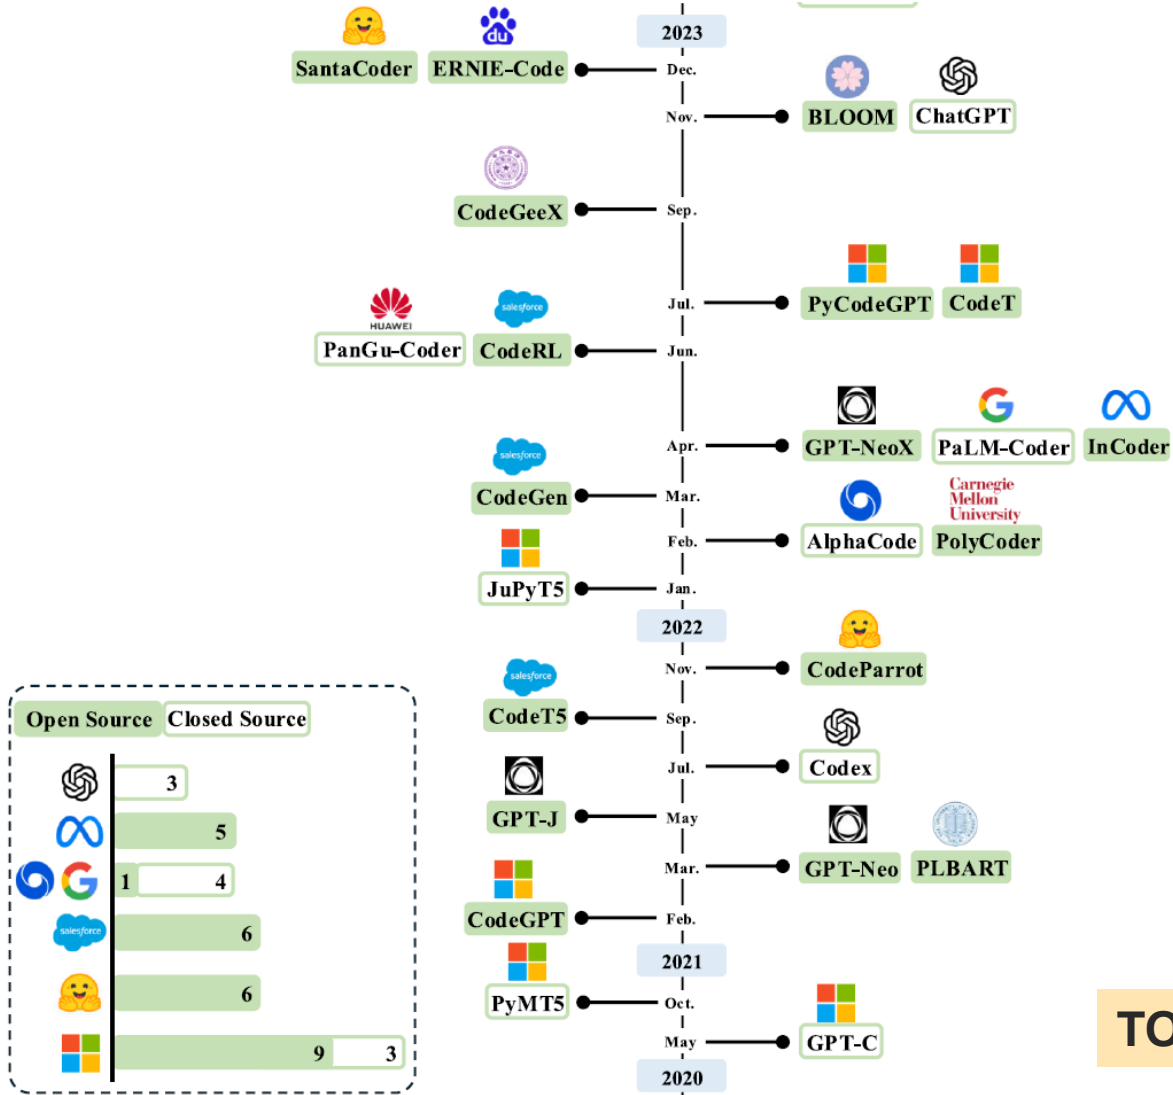 2023
du
SantaCoder ERNIE-Code Dec.
Nov. BLOOM ChatGPT
CodeGeeX Sep.
Jul. PyCodeGPT CodeT
HUAWEI salesforce
PanGu-Coder CodeRL Jun.
Apr. GPT-NeoX PaLM-Coder InCoder
salesforce
CodeGen Mar.
Carnegie
Mellon
University
Feb. AlphaCode PolyCoder
JuPyT5 Jan.
2022
Nov. CodeParrot
salesforce
CodeT5 Sep.
Jul. Codex
GPT-J May
Mar. GPT-Neo PLBART
CodeGPT Feb.
2021
PyMT5 Oct.
May GPT-C
2020
Open Source Closed Source
3
5
1 4
salesforce 6
6
9 3
TO